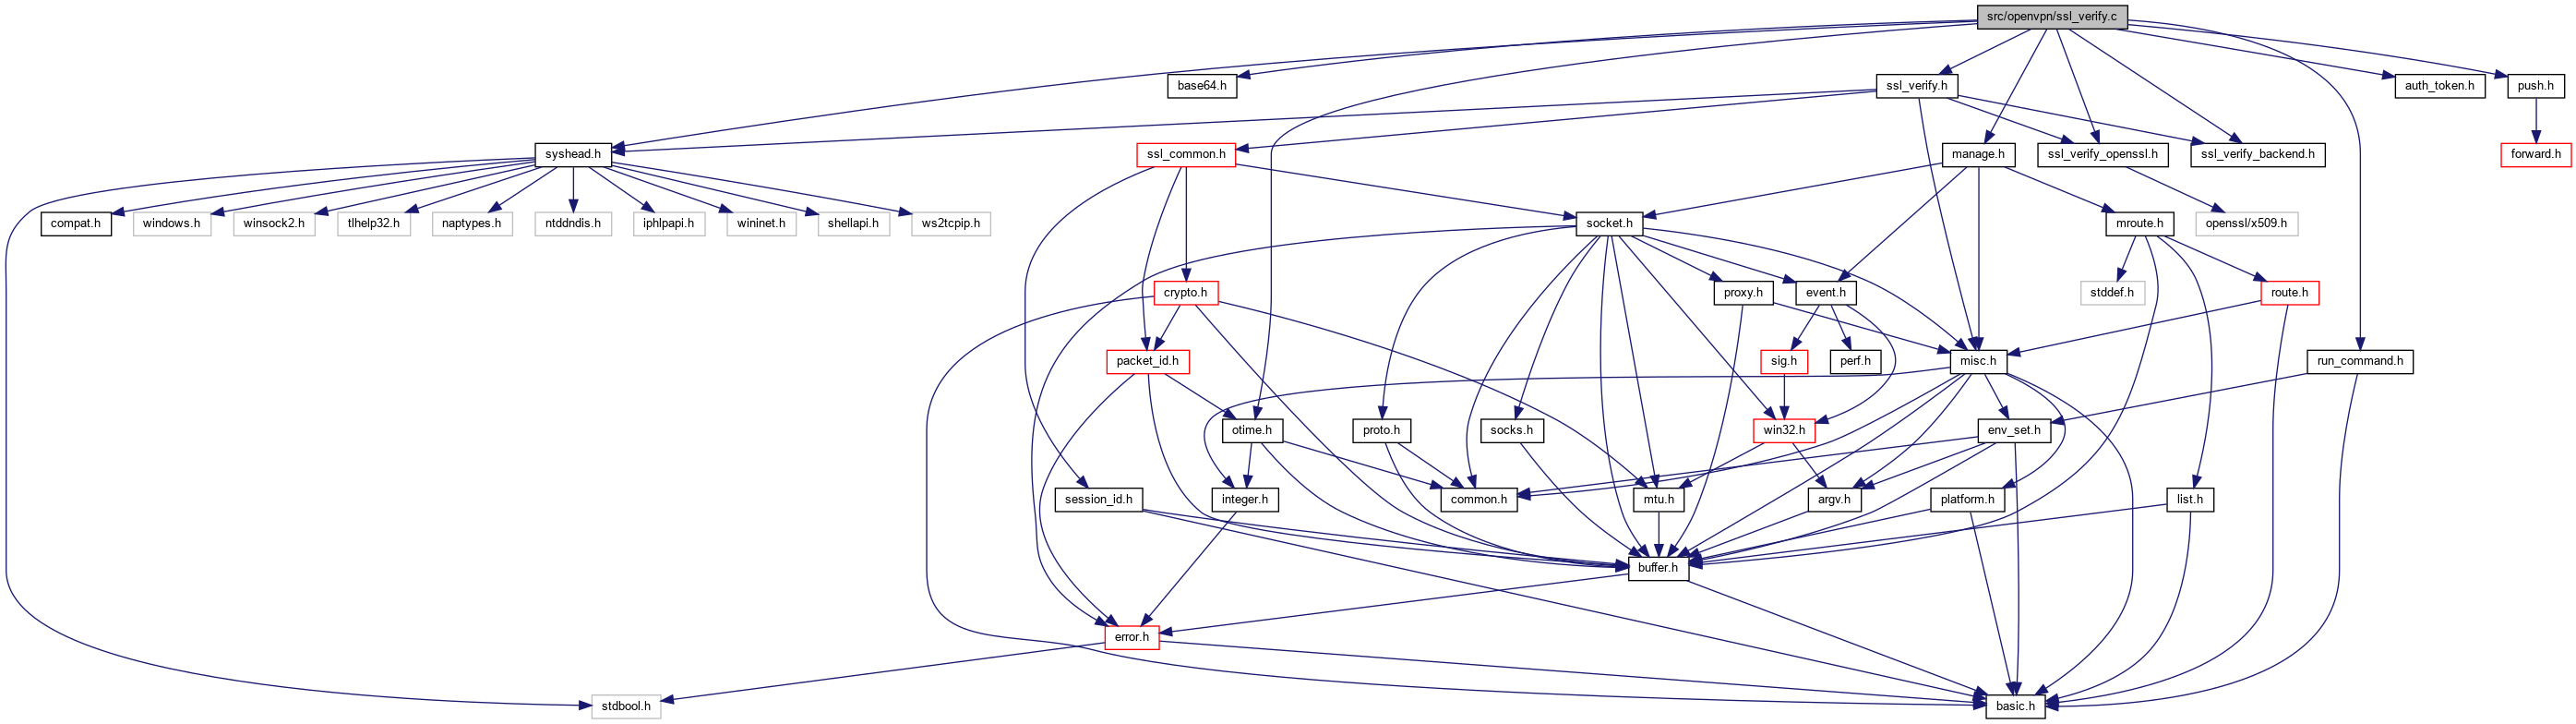 src/openvpn/ssl_verify.c
base64.h
ssl_verify.h
auth_token.h
push.h
syshead.h
ssl_common.h
manage.h
ssl_verify_openssl.h
ssl_verify_backend.h
forward.h
compat.h
windows.h
winsock2.h
tlhelp32.h
naptypes.h
ntddndis.h
iphlpapi.h
wininet.h
shellapi.h
ws2tcpip.h
socket.h
mroute.h
openssl/x509.h
crypto.h
proxy.h
event.h
stddef.h
route.h
packet_id.h
sig.h
perf.h
misc.h
run_command.h
otime.h
proto.h
socks.h
win32.h
env_set.h
session_id.h
integer.h
common.h
mtu.h
argv.h
platform.h
list.h
buffer.h
error.h
stdbool.h
basic.h